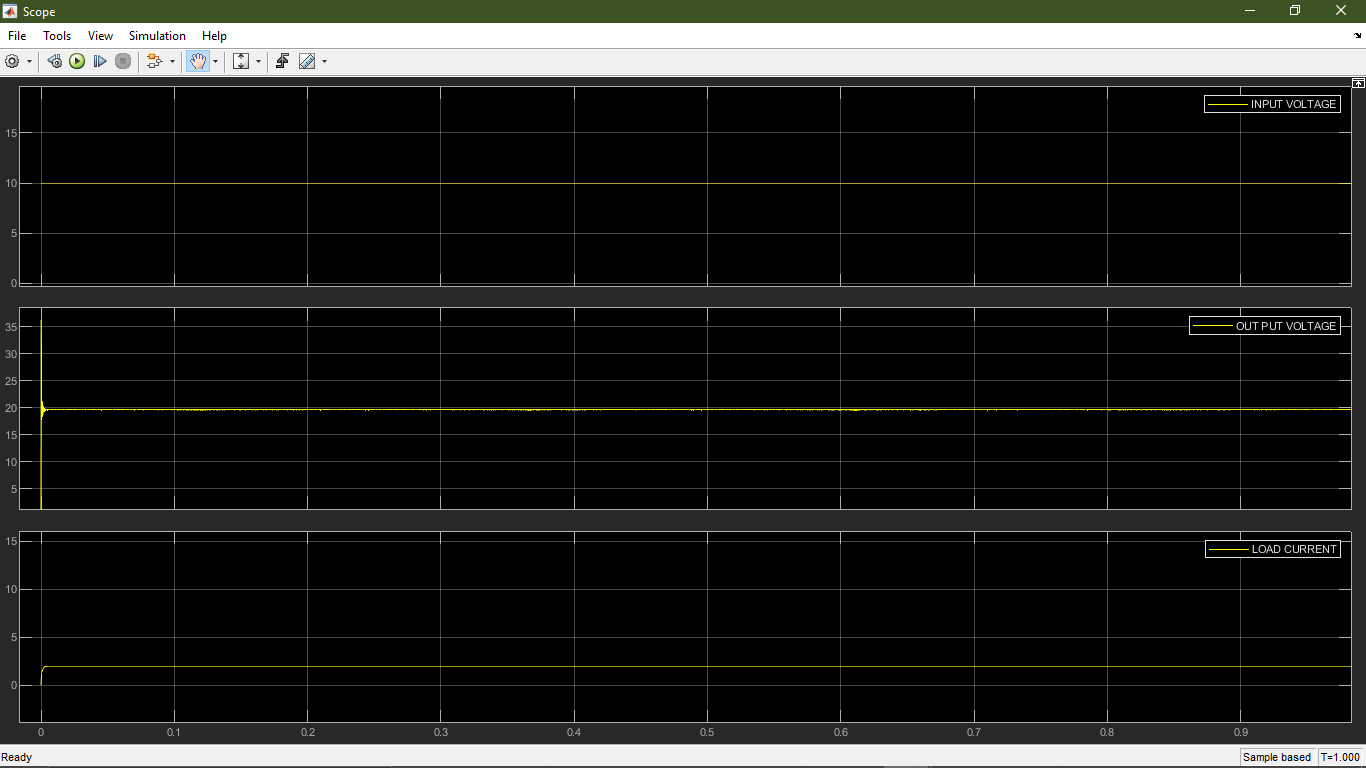 Scope
File Tools View Simulation Help
INPUT VOLTAGE
15
10
5
0
OUT PUT VOLTAGE
35
30
25
20
15
10
5
LOAD CURRENT
15
10
5
0
0 0.1 0.2 0.3 0.4 0.5 0.6 0.7 0.8 0.9
Ready Sample based T=1.000